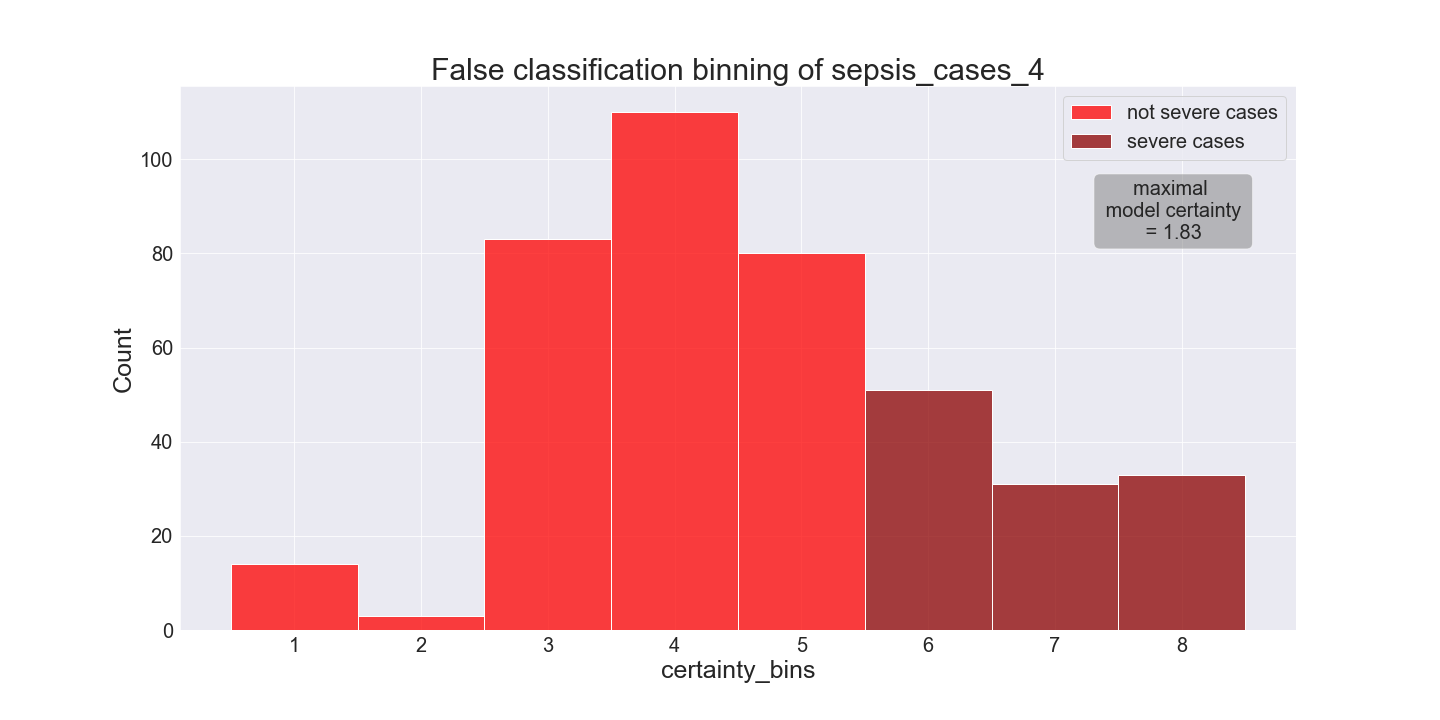 False classification binning of sepsis_cases_4
not severe cases
severe cases
maximal
model certainty
= 1.83
Count
100
80
60
40
20
0
1 2 3 4 5 6 7 8
certainty_bins